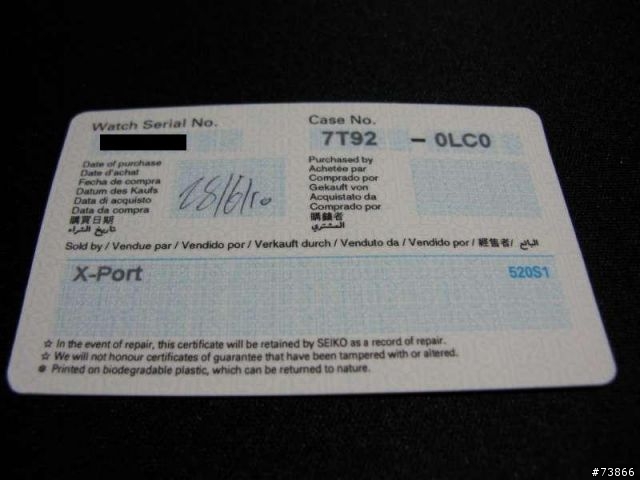 Watch Serial No.
Case No.
7T92 – 0LC0
Date of purchase
Date d'achat
Fecha de compra
Datum des Kaufs
Data di acquisto
Data da compra
購買日期
تاريخ الشراء
28/6/10
Purchased by
Achetée par
Comprado por
Gekauft von
Acquistato da
Comprado por
購錶者
المشتري
Sold by / Vendue par / Vendido por / Verkauft durch / Venduto da / Vendido por / 經售者 / البائع
X-Port
520S1
☆ In the event of repair, this certificate will be retained by SEIKO as a record of repair.
☆ We will not honour certificates of guarantee that have been tampered with or altered.
● Printed on biodegradable plastic, which can be returned to nature.
#73866